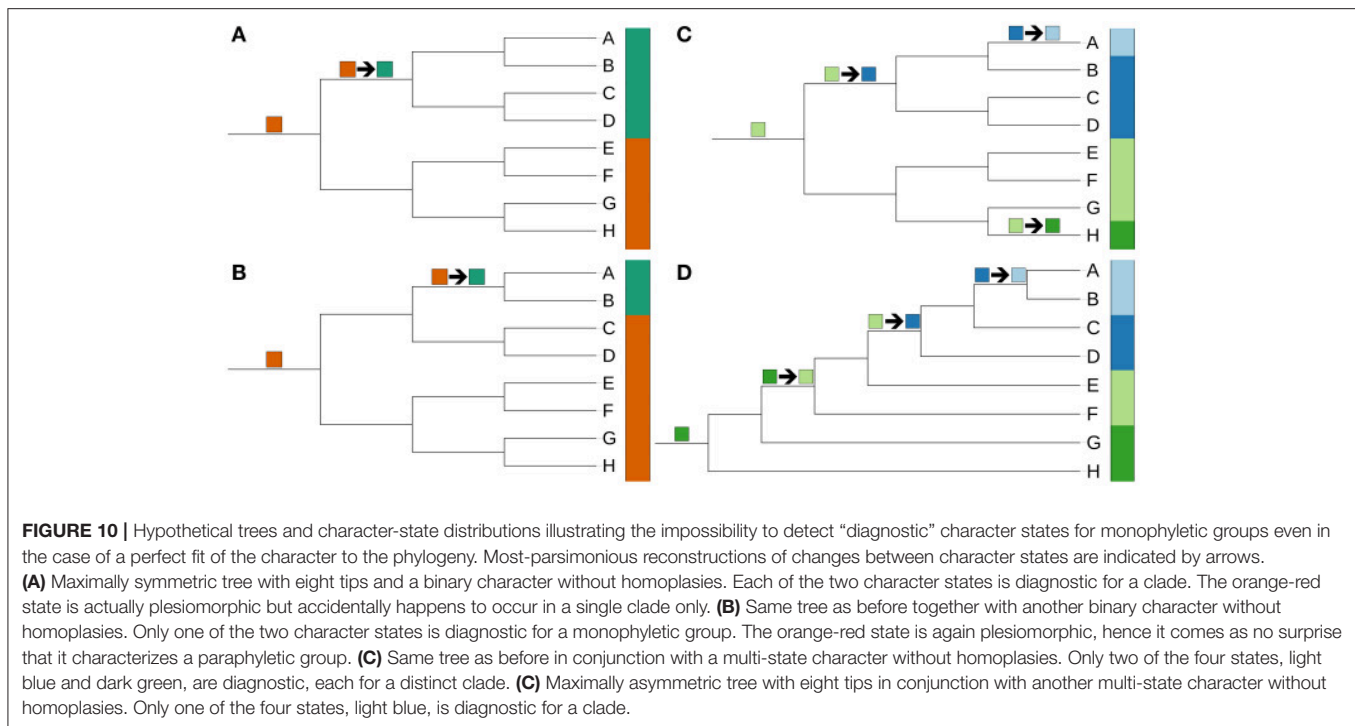 A
A
B
C
D
E
F
G
H
B
A
B
C
D
E
F
G
H
C
A
B
C
D
E
F
G
H
D
A
B
C
D
E
F
G
H
FIGURE 10 | Hypothetical trees and character-state distributions illustrating the impossibility to detect “diagnostic” character states for monophyletic groups even in
the case of a perfect fit of the character to the phylogeny. Most-parsimonious reconstructions of changes between character states are indicated by arrows.
(A) Maximally symmetric tree with eight tips and a binary character without homoplasies. Each of the two character states is diagnostic for a clade. The orange-red
state is actually plesiomorphic but accidentally happens to occur in a single clade only. (B) Same tree as before together with another binary character without
homoplasies. Only one of the two character states is diagnostic for a monophyletic group. The orange-red state is again plesiomorphic, hence it comes as no surprise
that it characterizes a paraphyletic group. (C) Same tree as before in conjunction with a multi-state character without homoplasies. Only two of the four states, light
blue and dark green, are diagnostic, each for a distinct clade. (C) Maximally asymmetric tree with eight tips in conjunction with another multi-state character without
homoplasies. Only one of the four states, light blue, is diagnostic for a clade.